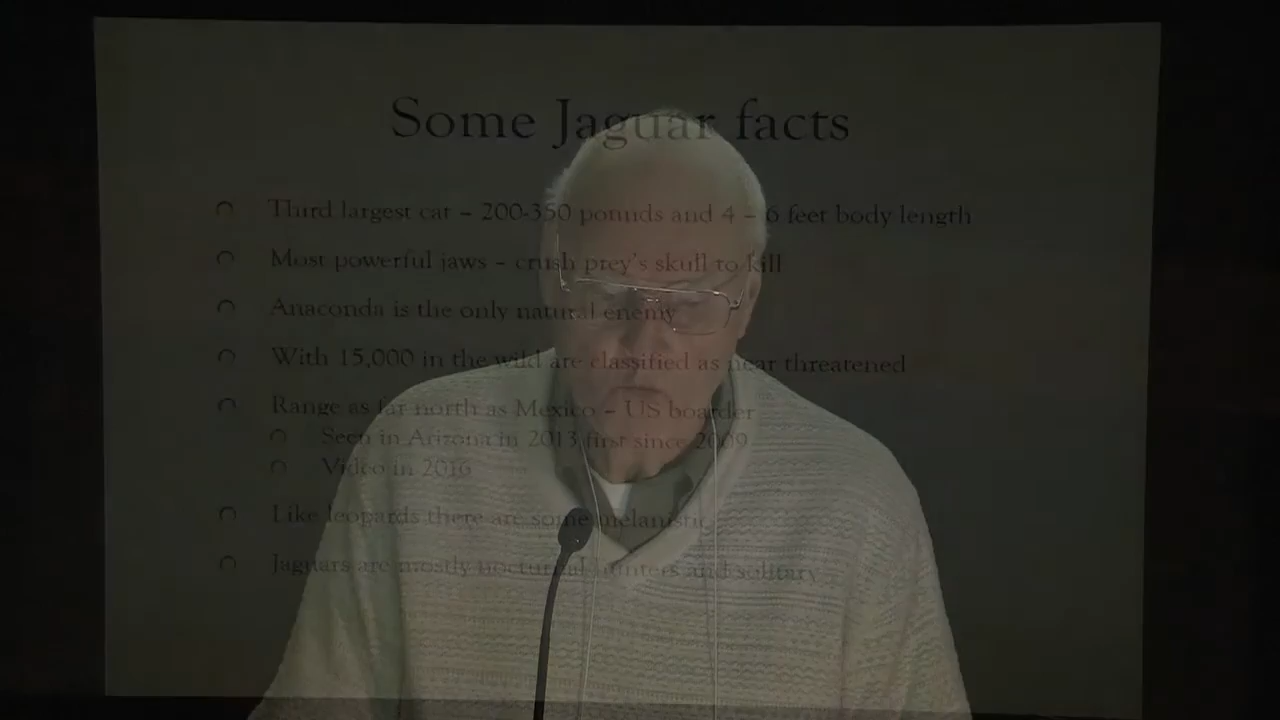 Some Jaguar facts
Third largest cat – 200-350 pounds and 4 – 6 feet body length
Most powerful jaws – crush prey's skull to kill
Anaconda is the only natural enemy
With 15,000 in the wild are classified as near threatened
Range as far north as Mexico – US boarder
Seen in Arizona in 2013 first since 2009
Video in 2016
Like leopards there are some melanistic
Jaguars are mostly nocturnal hunters and solitary